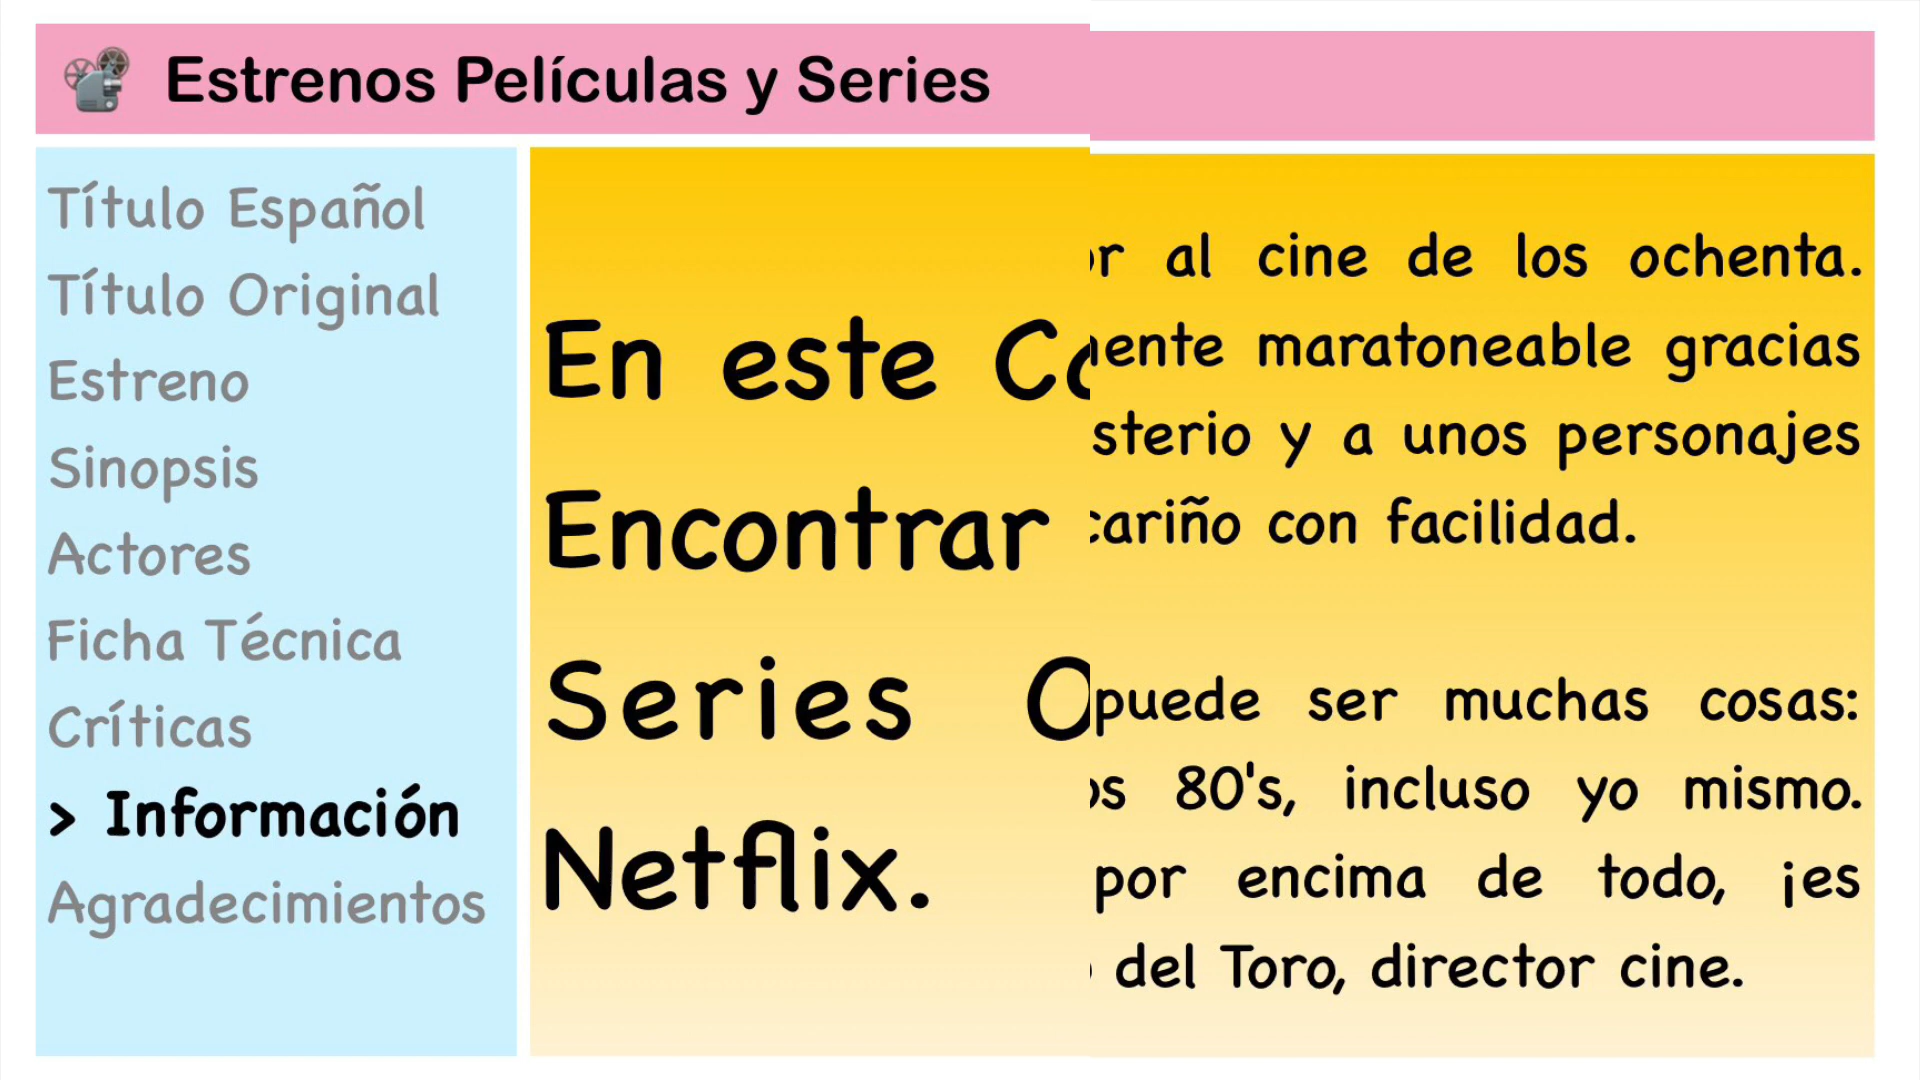 Estrenos Películas y Series
Título Español
Título Original
Estreno
Sinopsis
Actores
Ficha Técnica
Críticas
> Información
Agradecimientos
En este
Encontrar
Series
Netflix.
al cine de los ochenta.
maratoneable gracias
y a unos personajes
cariño con facilidad.
puede ser muchas cosas:
80's, incluso yo mismo.
por encima de todo, ¡es
del Toro, director cine.